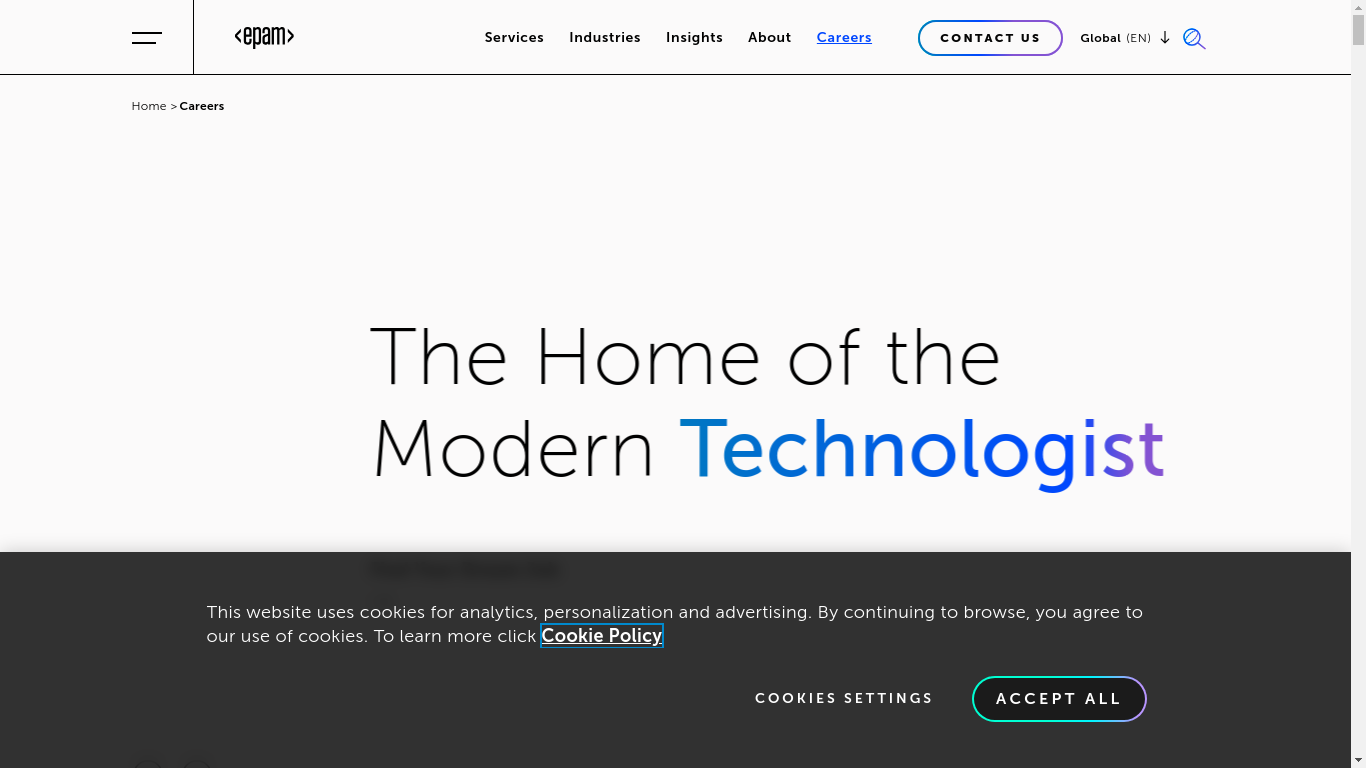 <epam>
Services Industries Insights About Careers CONTACT US Global (EN)
Home > Careers
The Home of the
Modern Technologist
This website uses cookies for analytics, personalization and advertising. By continuing to browse, you agree to
our use of cookies. To learn more click Cookie Policy
COOKIES SETTINGS ACCEPT ALL